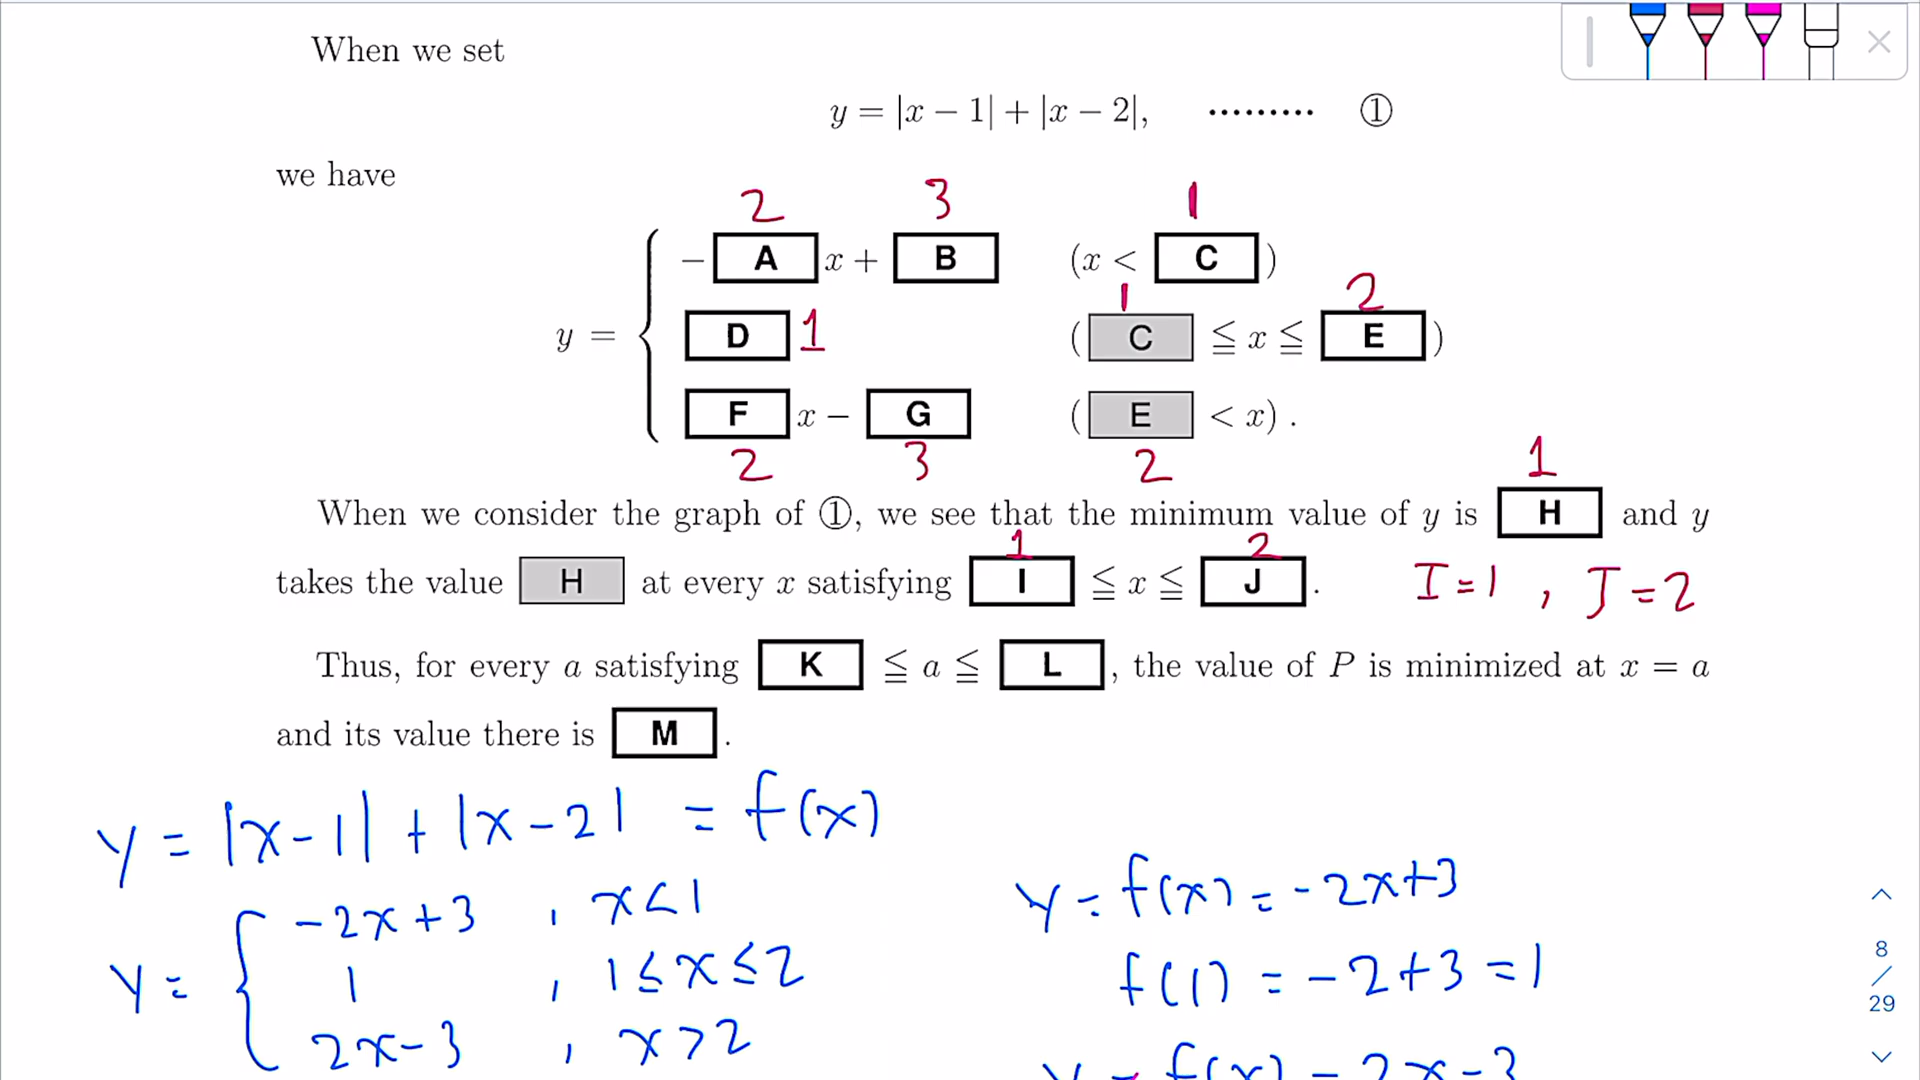 When we set
y = |x − 1| + |x − 2|, ⋯⋯⋯ ①
we have
2 3 1
− A x + B (x < C )
1 2
y = D 1 ( C ≦ x ≦ E )
F x − G ( E < x) .
2 3 2 1
When we consider the graph of ①, we see that the minimum value of y is H and y
1 2
takes the value H at every x satisfying I ≦ x ≦ J . I = 1 , J = 2
Thus, for every a satisfying K ≦ a ≦ L , the value of P is minimized at x = a
and its value there is M .
y = |x-1| + |x-2| = f(x)
y = f(x) = -2x+3
-2x+3 , x<1
y = 1 , 1≤x≤2
f(1) = -2+3 = 1
2x-3 , x>2
y = f(x) = 2x-3
8
/
29